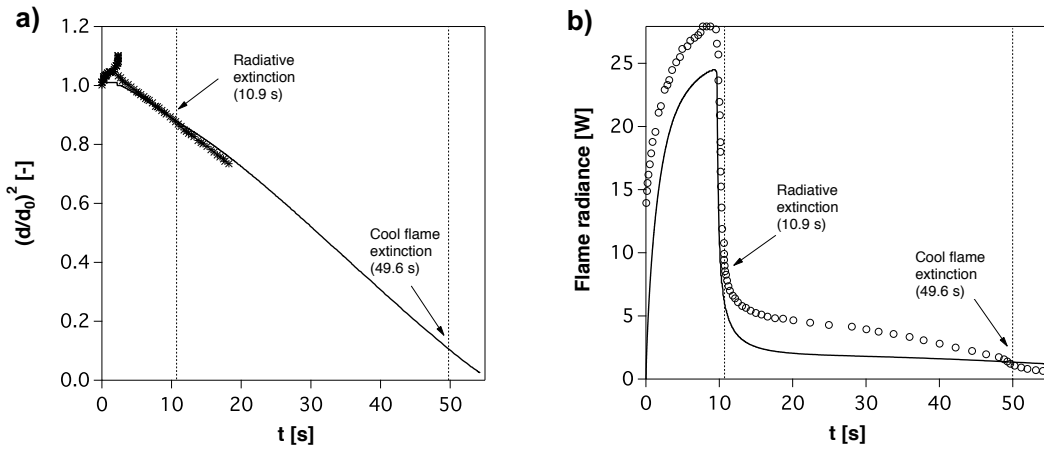 a)
1.2
1.0
0.8
0.6
0.4
0.2
0.0
(d/d₀)² [-]
Radiative
extinction
(10.9 s)
Cool flame
extinction
(49.6 s)
0 10 20 30 40 50
t [s]
b)
25
20
15
10
5
0
Flame radiance [W]
Radiative
extinction
(10.9 s)
Cool flame
extinction
(49.6 s)
0 10 20 30 40 50
t [s]